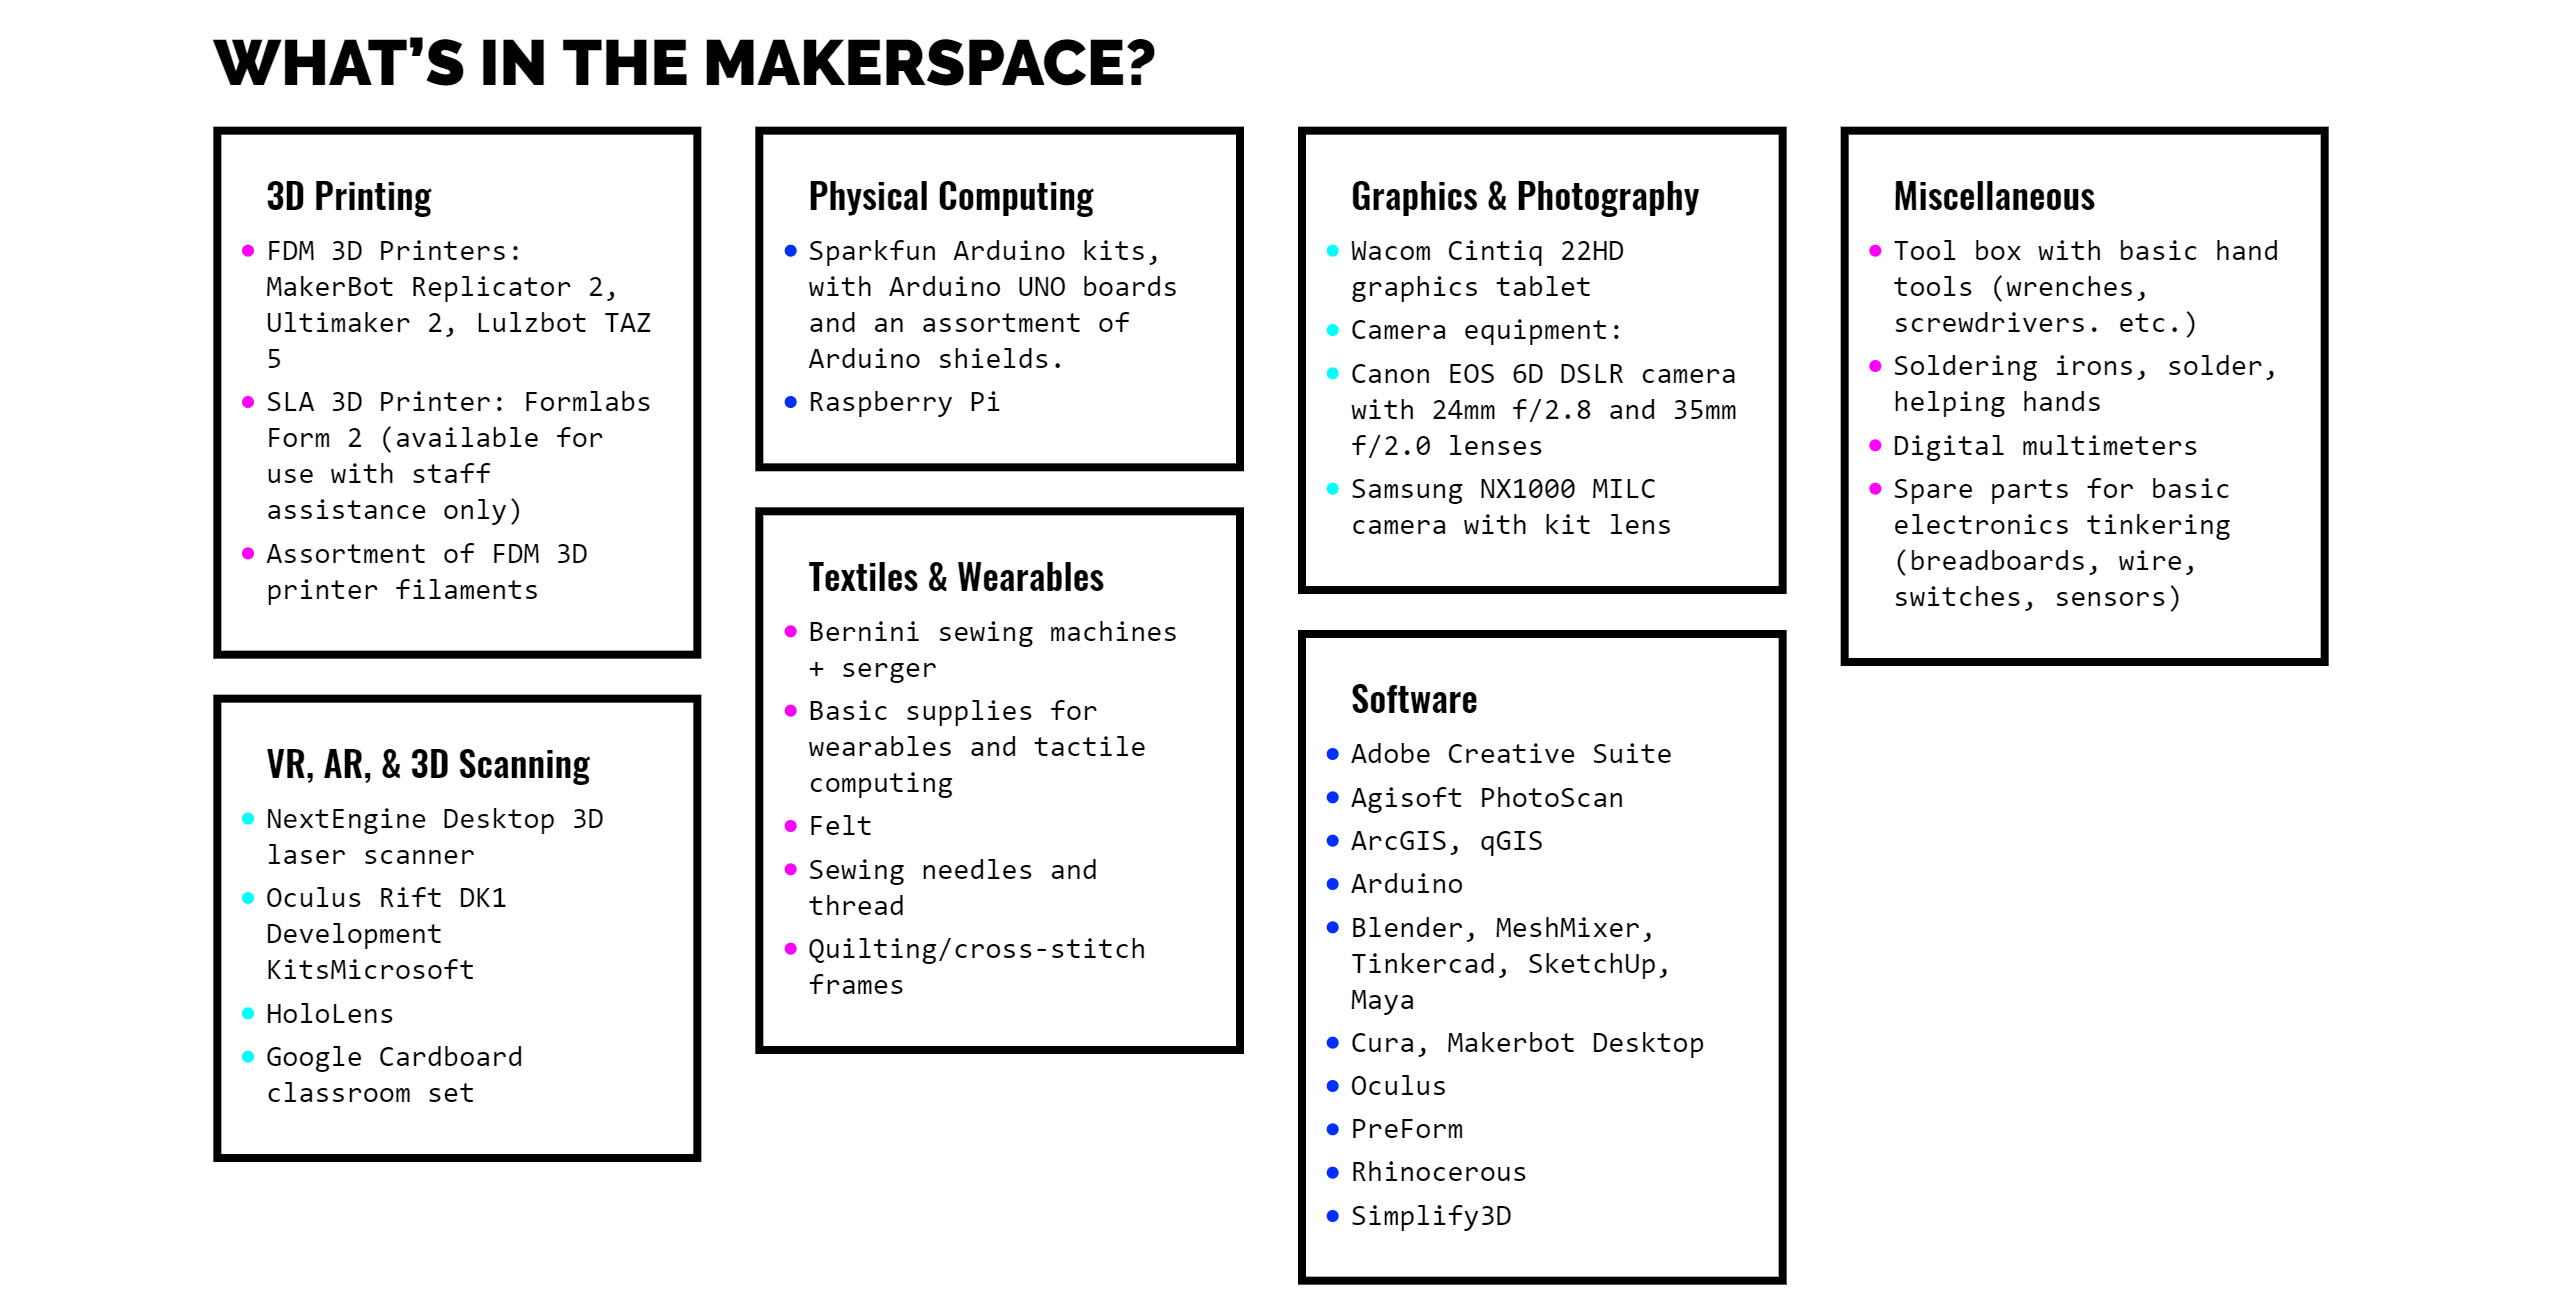 WHAT'S IN THE MAKERSPACE?
3D Printing
FDM 3D Printers:
MakerBot Replicator 2,
Ultimaker 2, Lulzbot TAZ
5
SLA 3D Printer: Formlabs
Form 2 (available for
use with staff
assistance only)
Assortment of FDM 3D
printer filaments
VR, AR, & 3D Scanning
NextEngine Desktop 3D
laser scanner
Oculus Rift DK1
Development
KitsMicrosoft
HoloLens
Google Cardboard
classroom set
Physical Computing
Sparkfun Arduino kits,
with Arduino UNO boards
and an assortment of
Arduino shields.
Raspberry Pi
Textiles & Wearables
Bernini sewing machines
+ serger
Basic supplies for
wearables and tactile
computing
Felt
Sewing needles and
thread
Quilting/cross-stitch
frames
Graphics & Photography
Wacom Cintiq 22HD
graphics tablet
Camera equipment:
Canon EOS 6D DSLR camera
with 24mm f/2.8 and 35mm
f/2.0 lenses
Samsung NX1000 MILC
camera with kit lens
Software
Adobe Creative Suite
Agisoft PhotoScan
ArcGIS, qGIS
Arduino
Blender, MeshMixer,
Tinkercad, SketchUp,
Maya
Cura, Makerbot Desktop
Oculus
PreForm
Rhinocerous
Simplify3D
Miscellaneous
Tool box with basic hand
tools (wrenches,
screwdrivers. etc.)
Soldering irons, solder,
helping hands
Digital multimeters
Spare parts for basic
electronics tinkering
(breadboards, wire,
switches, sensors)